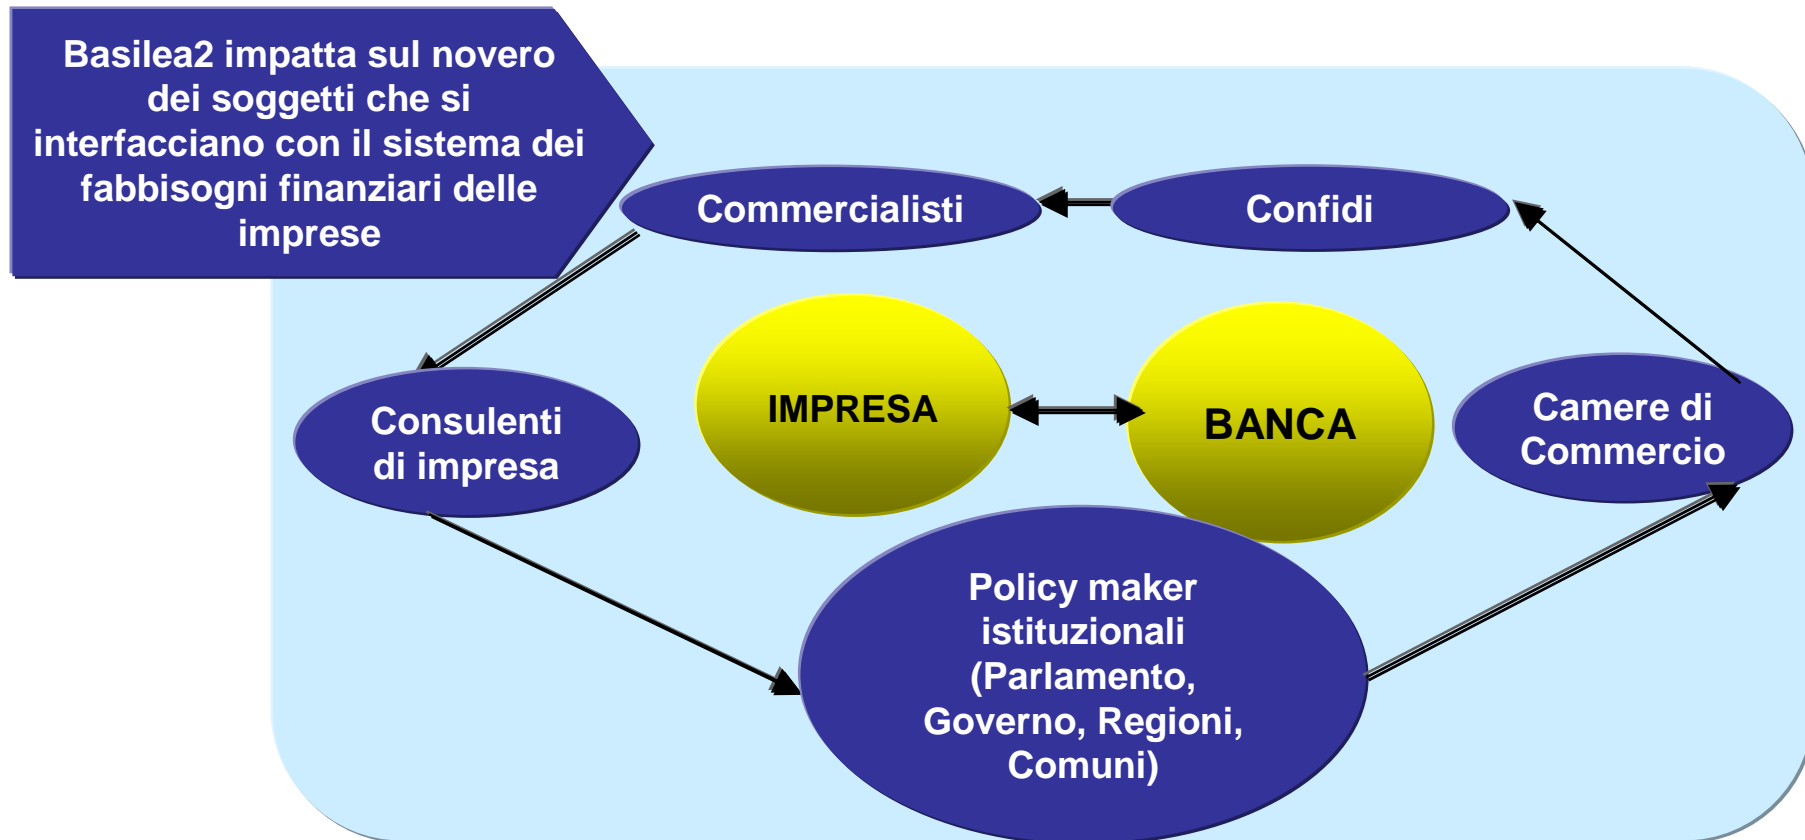 Basilea2 impatta sul novero
dei soggetti che si
interfacciano con il sistema dei
fabbisogni finanziari delle
imprese
Commercialisti
Confidi
IMPRESA
BANCA
Consulenti
di impresa
Camere di
Commercio
Policy maker
istituzionali
(Parlamento,
Governo, Regioni,
Comuni)